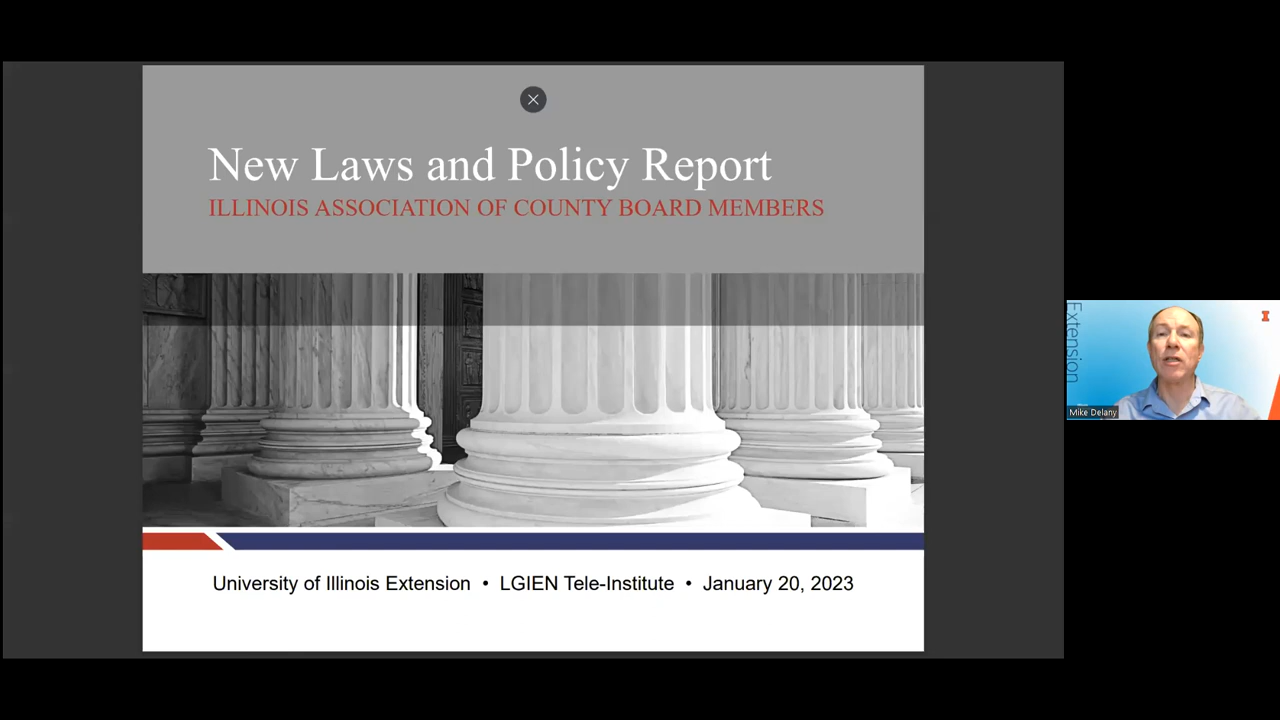 New Laws and Policy Report
ILLINOIS ASSOCIATION OF COUNTY BOARD MEMBERS
University of Illinois Extension • LGIEN Tele-Institute • January 20, 2023
Extension
I
Mike Delany